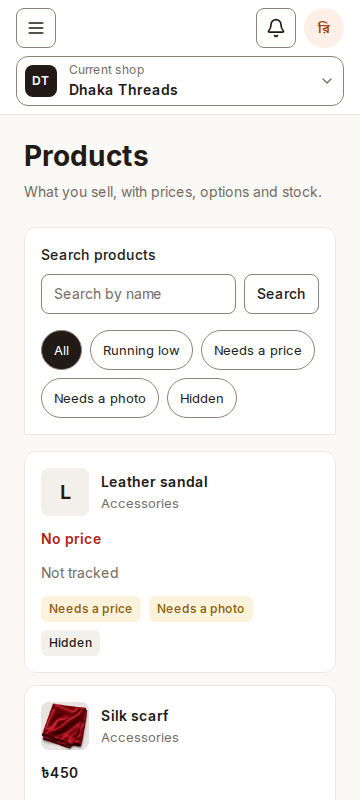 রি
DT
Current shop
Dhaka Threads
Products
What you sell, with prices, options and stock.
Search products
Search by name
Search
All
Running low
Needs a price
Needs a photo
Hidden
L
Leather sandal
Accessories
No price
Not tracked
Needs a price
Needs a photo
Hidden
Silk scarf
Accessories
৳450